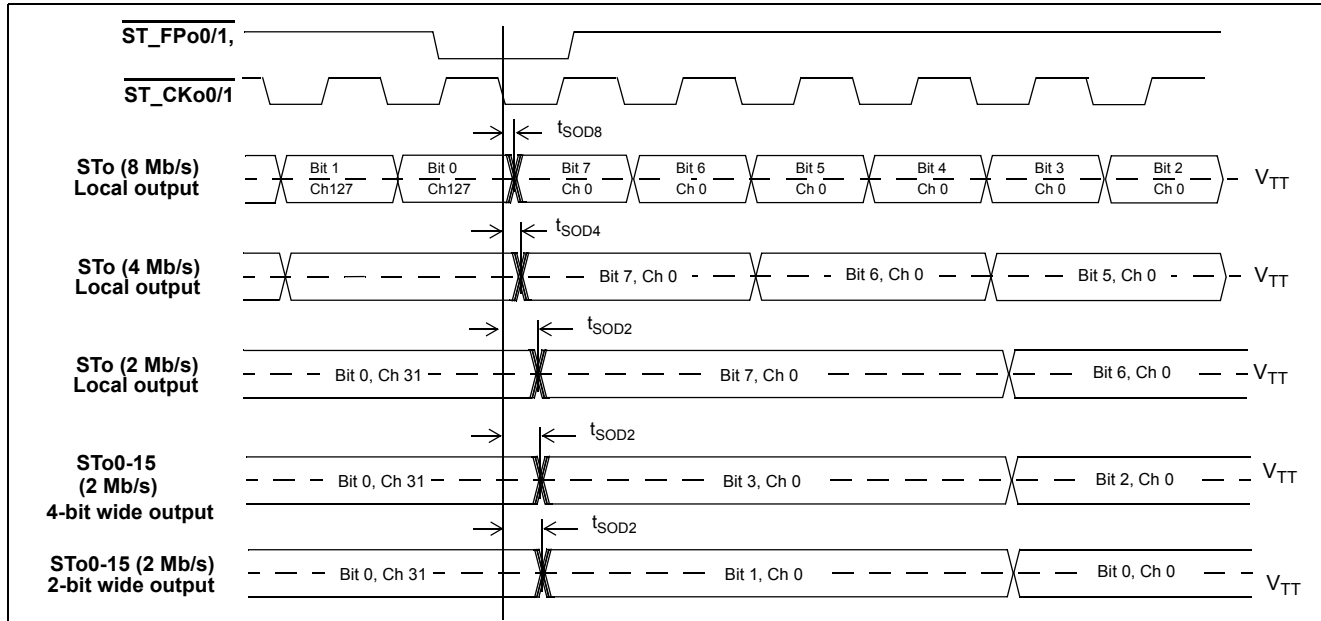 ST_FPo0/1,
ST_CKo0/1
tSOD8
STo (8 Mb/s)
Local output
Bit 1
Ch127
Bit 0
Ch127
Bit 7
Ch 0
Bit 6
Ch 0
Bit 5
Ch 0
Bit 4
Ch 0
Bit 3
Ch 0
Bit 2
Ch 0
VTT
tSOD4
STo (4 Mb/s)
Local output
Bit 7, Ch 0
Bit 6, Ch 0
Bit 5, Ch 0
VTT
tSOD2
STo (2 Mb/s)
Local output
Bit 0, Ch 31
Bit 7, Ch 0
Bit 6, Ch 0
VTT
tSOD2
STo0-15
(2 Mb/s)
4-bit wide output
Bit 0, Ch 31
Bit 3, Ch 0
Bit 2, Ch 0
VTT
tSOD2
STo0-15 (2 Mb/s)
2-bit wide output
Bit 0, Ch 31
Bit 1, Ch 0
Bit 0, Ch 0
VTT